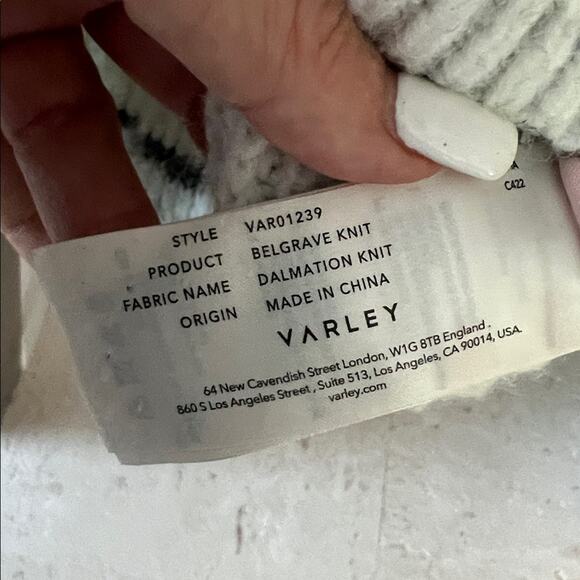 C422
STYLE VAR01239
PRODUCT BELGRAVE KNIT
FABRIC NAME DALMATION KNIT
ORIGIN MADE IN CHINA
VARLEY
64 New Cavendish Street London, W1G 8TB England .
860 S Los Angeles Street , Suite 513, Los Angeles, CA 90014, USA.
varley.com